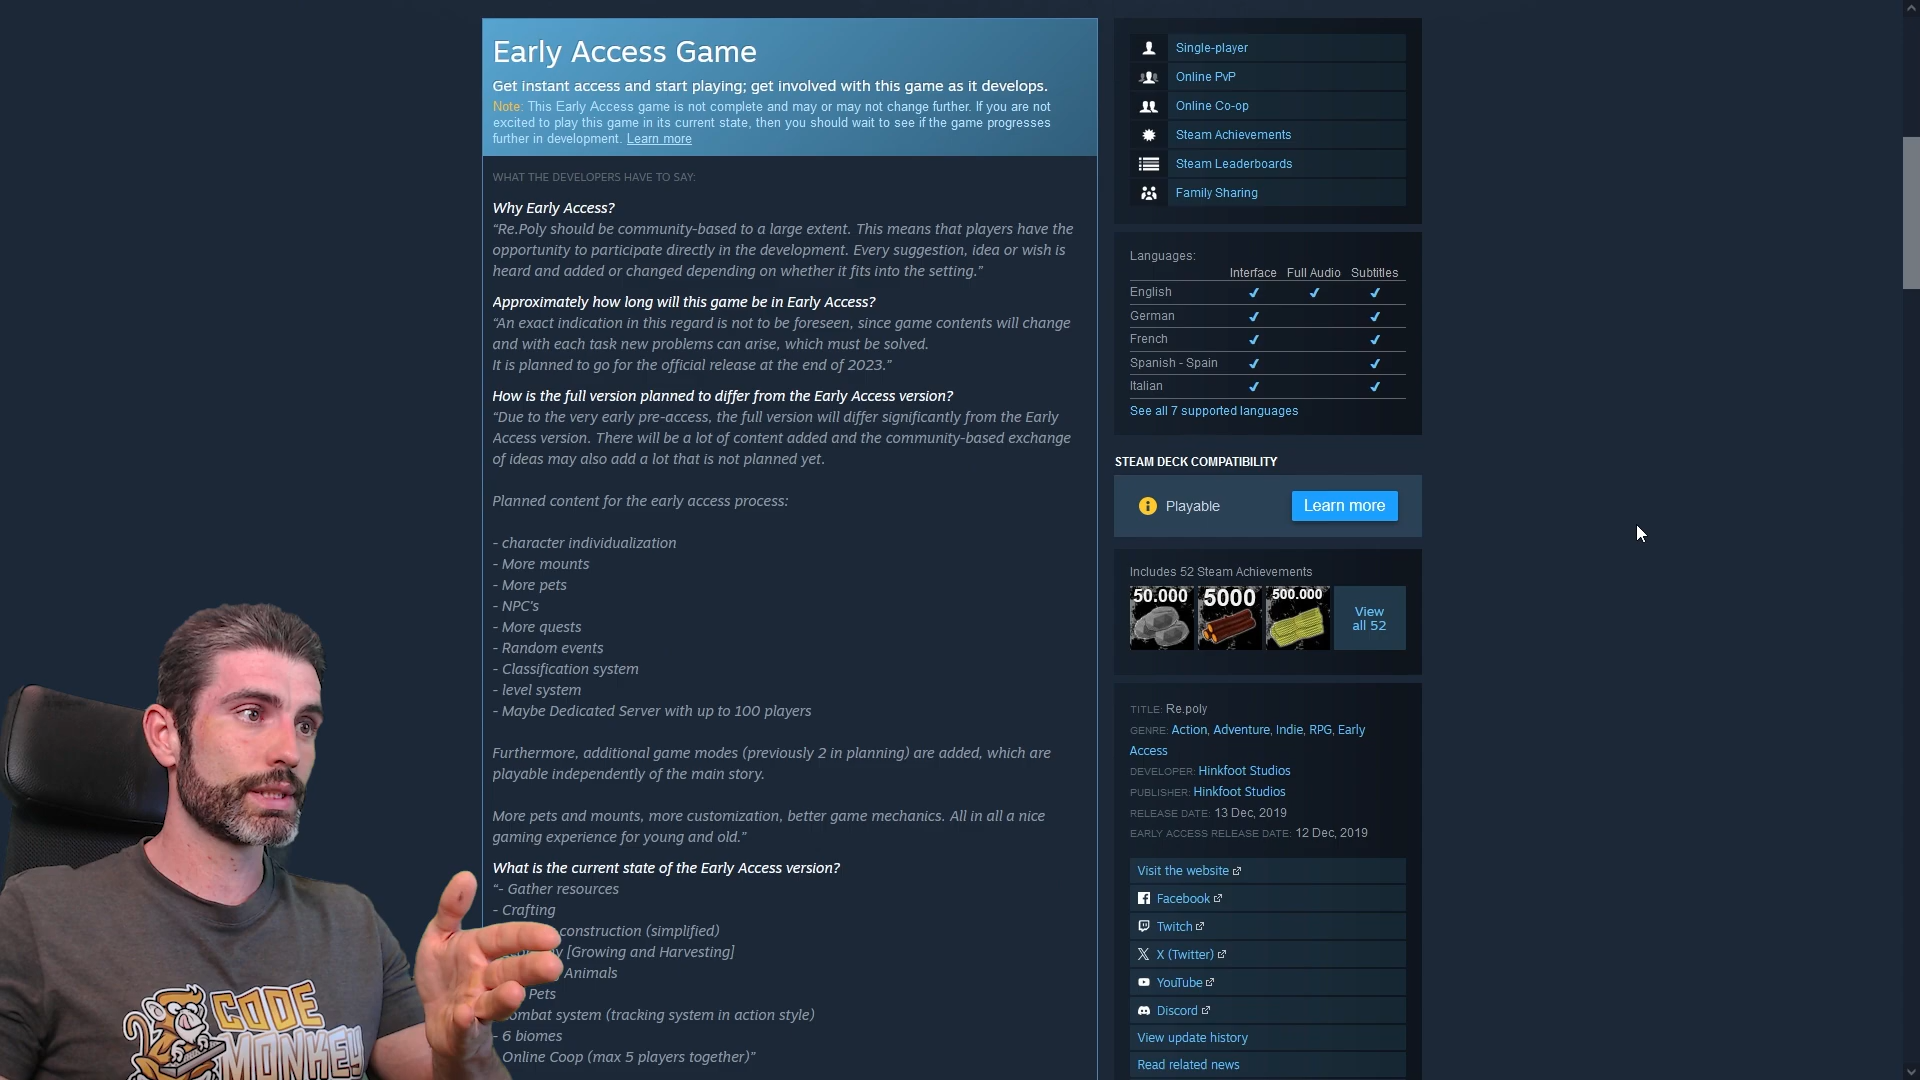 Early Access Game
Get instant access and start playing; get involved with this game as it develops.
Note: This Early Access game is not complete and may or may not change further. If you are not
excited to play this game in its current state, then you should wait to see if the game progresses
further in development. Learn more
WHAT THE DEVELOPERS HAVE TO SAY:
Why Early Access?
“Re.Poly should be community-based to a large extent. This means that players have the
opportunity to participate directly in the development. Every suggestion, idea or wish is
heard and added or changed depending on whether it fits into the setting.”
Approximately how long will this game be in Early Access?
“An exact indication in this regard is not to be foreseen, since game contents will change
and with each task new problems can arise, which must be solved.
It is planned to go for the official release at the end of 2023.”
How is the full version planned to differ from the Early Access version?
“Due to the very early pre-access, the full version will differ significantly from the Early
Access version. There will be a lot of content added and the community-based exchange
of ideas may also add a lot that is not planned yet.
Planned content for the early access process:
- character individualization
- More mounts
- More pets
- NPC's
- More quests
- Random events
- Classification system
- level system
- Maybe Dedicated Server with up to 100 players
Furthermore, additional game modes (previously 2 in planning) are added, which are
playable independently of the main story.
More pets and mounts, more customization, better game mechanics. All in all a nice
gaming experience for young and old.”
What is the current state of the Early Access version?
“- Gather resources
- Crafting
construction (simplified)
[Growing and Harvesting]
Animals
Pets
combat system (tracking system in action style)
- 6 biomes
Online Coop (max 5 players together)”
Single-player
Online PvP
Online Co-op
Steam Achievements
Steam Leaderboards
Family Sharing
Languages:
Interface Full Audio Subtitles
English ✔ ✔ ✔
German ✔ ✔
French ✔ ✔
Spanish - Spain ✔ ✔
Italian ✔ ✔
See all 7 supported languages
STEAM DECK COMPATIBILITY
Playable Learn more
Includes 52 Steam Achievements
50.000 5000 500.000
View
all 52
TITLE: Re.poly
GENRE: Action, Adventure, Indie, RPG, Early
Access
DEVELOPER: Hinkfoot Studios
PUBLISHER: Hinkfoot Studios
RELEASE DATE: 13 Dec, 2019
EARLY ACCESS RELEASE DATE: 12 Dec, 2019
Visit the website
Facebook
Twitch
X (Twitter)
YouTube
Discord
View update history
Read related news
CODE
MONKEY